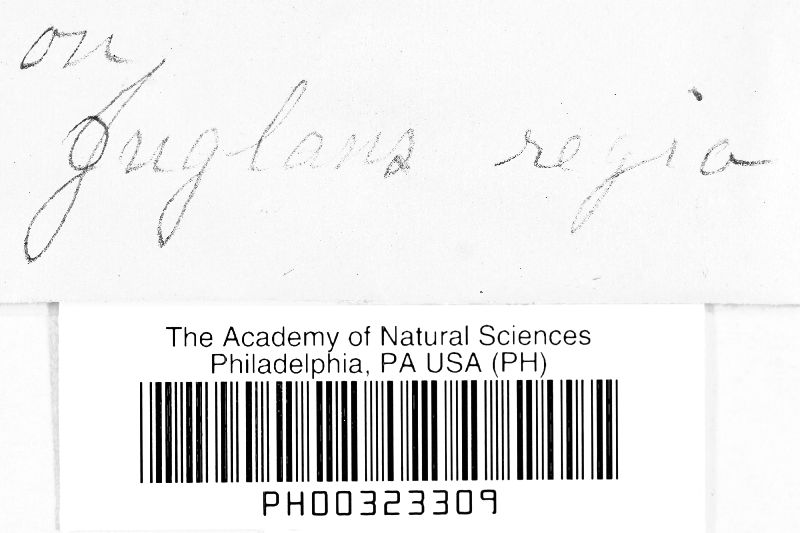 on
Juglans regia
The Academy of Natural Sciences
Philadelphia, PA USA (PH)
PH00323309